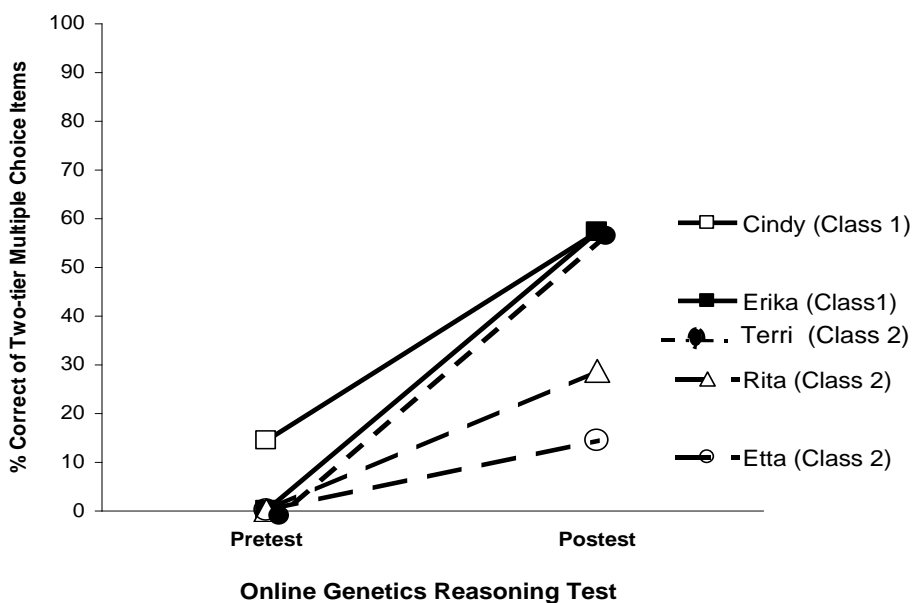 % Correct of Two-tier Multiple Choice Items
100
90
80
70
60
50
40
30
20
10
0
Pretest
Postest
Online Genetics Reasoning Test
Cindy (Class 1)
Erika (Class1)
Terri (Class 2)
Rita (Class 2)
Etta (Class 2)